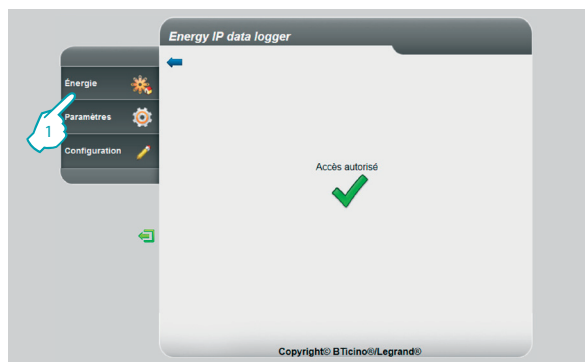 Energy IP data logger
Énergie
1
Paramètres
Configuration
Accès autorisé
Copyright© BTicino®/Legrand®